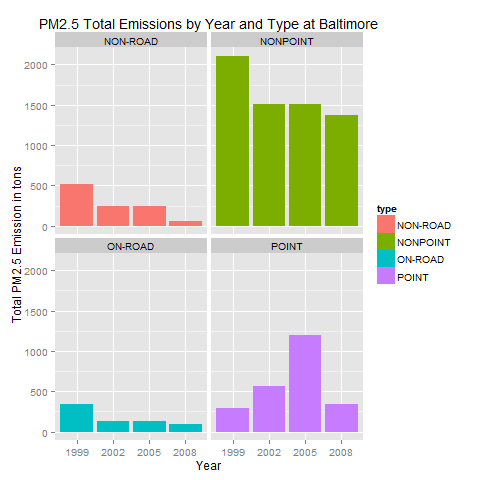 PM2.5 Total Emissions by Year and Type at Baltimore
NON-ROAD
NONPOINT
2000
1500
1000
500
0
ON-ROAD
POINT
2000
1500
1000
500
0
1999 2002 2005 2008
1999 2002 2005 2008
Year
Total PM2.5 Emission in tons
type
NON-ROAD
NONPOINT
ON-ROAD
POINT